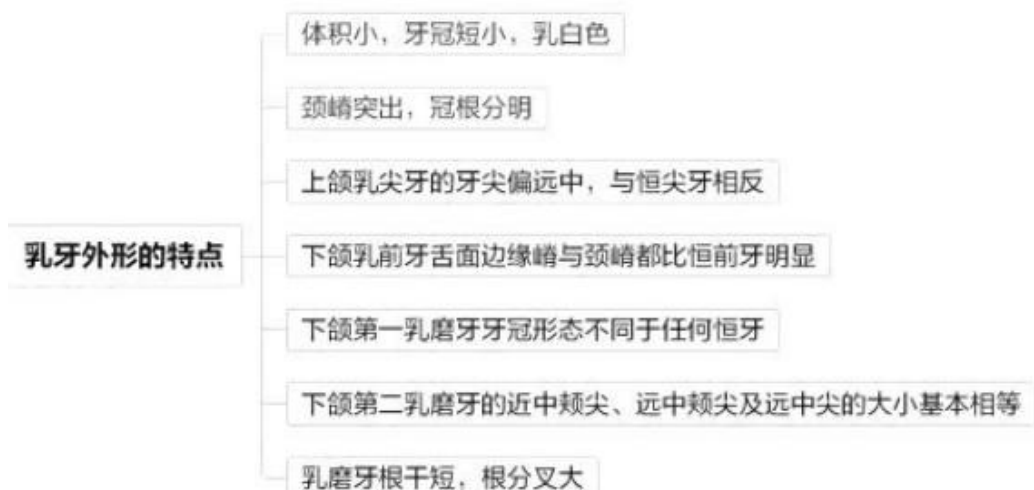 体积小，牙冠短小，乳白色
颈嵴突出，冠根分明
上颌乳尖牙的牙尖偏远中，与恒尖牙相反
乳牙外形的特点
下颌乳前牙舌面边缘嵴与颈嵴都比恒前牙明显
下颌第一乳磨牙牙冠形态不同于任何恒牙
下颌第二乳磨牙的近中颊尖、远中颊尖及远中尖的大小基本相等
乳磨牙根干短，根分叉大